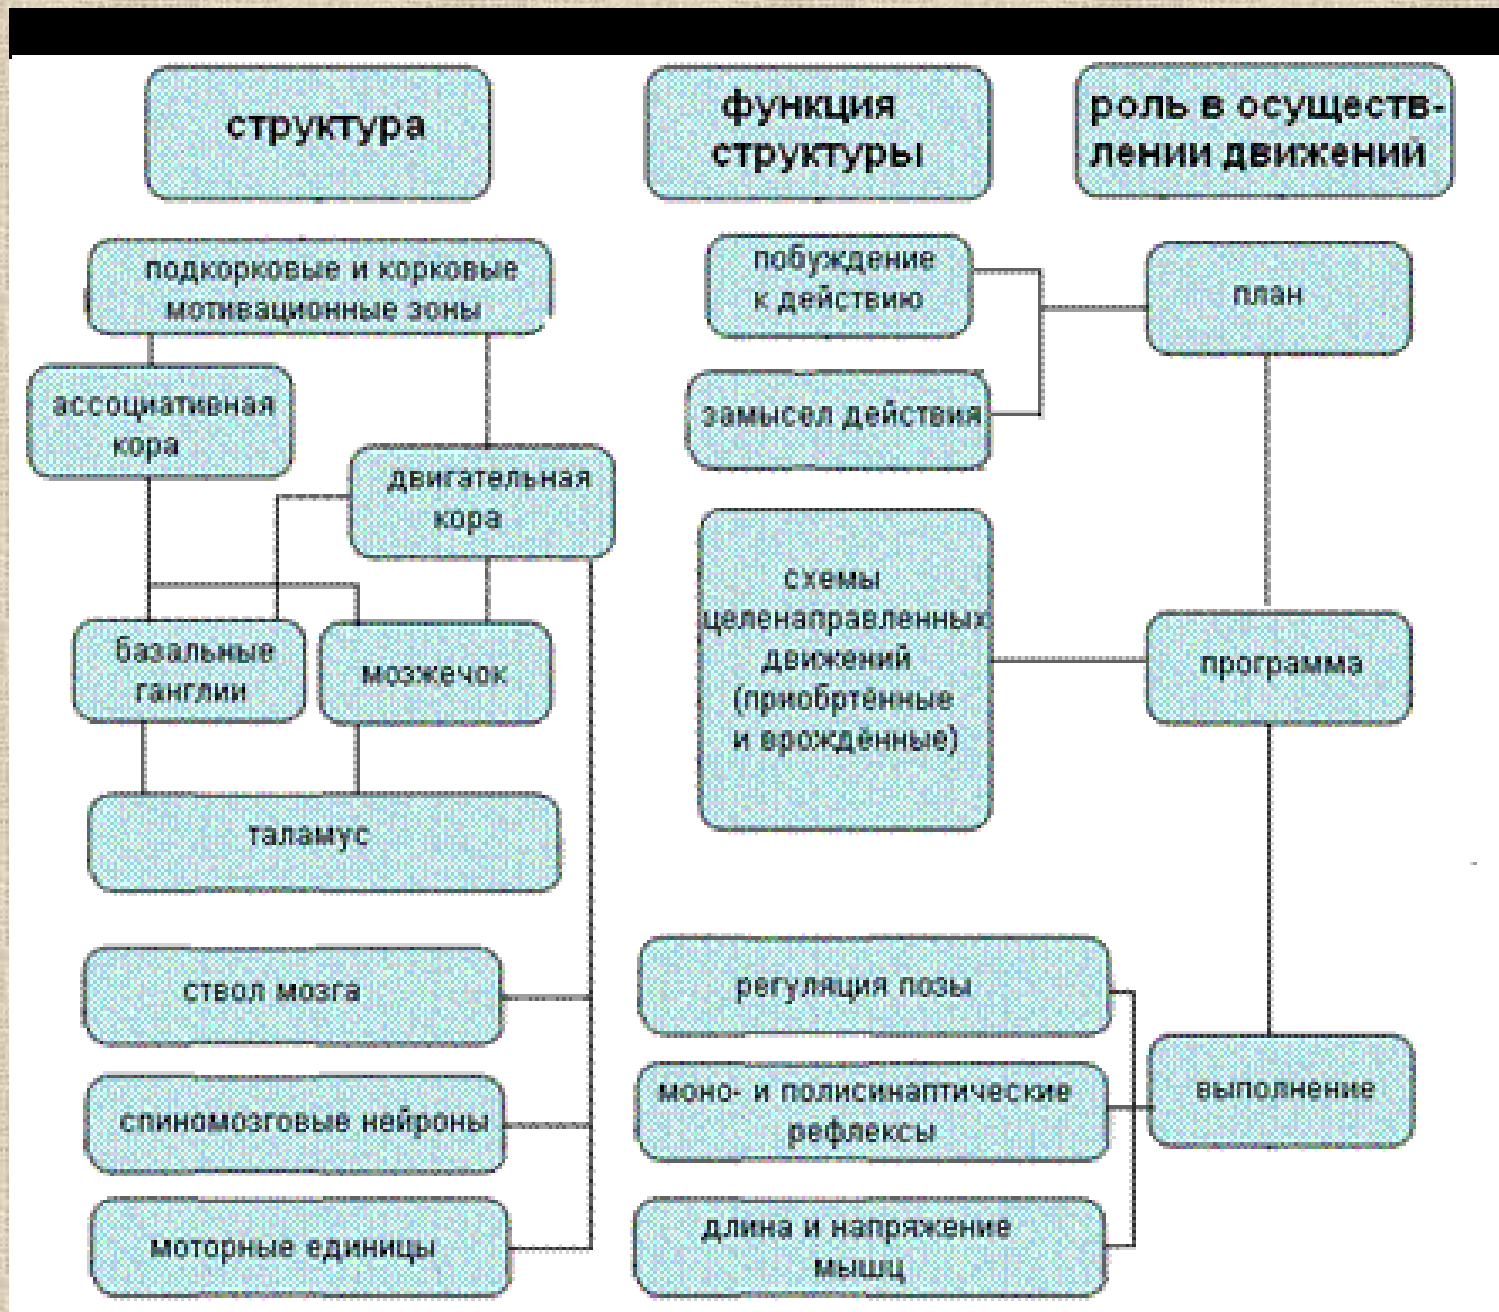 структура
функция
структуры
роль в осуществ-
лении движений
подкорковые и корковые
мотивационные зоны
побуждение
к действию
план
ассоциативная
кора
замысел действия
двигательная
кора
схемы
целенаправленных
движений
(приобртённые
и врождённые)
базальные
ганглии
мозжечок
программа
таламус
ствол мозга
регуляция позы
спиномозговые нейроны
моно- и полисинаптические
рефлексы
выполнение
моторные единицы
длина и напряжение
мышц